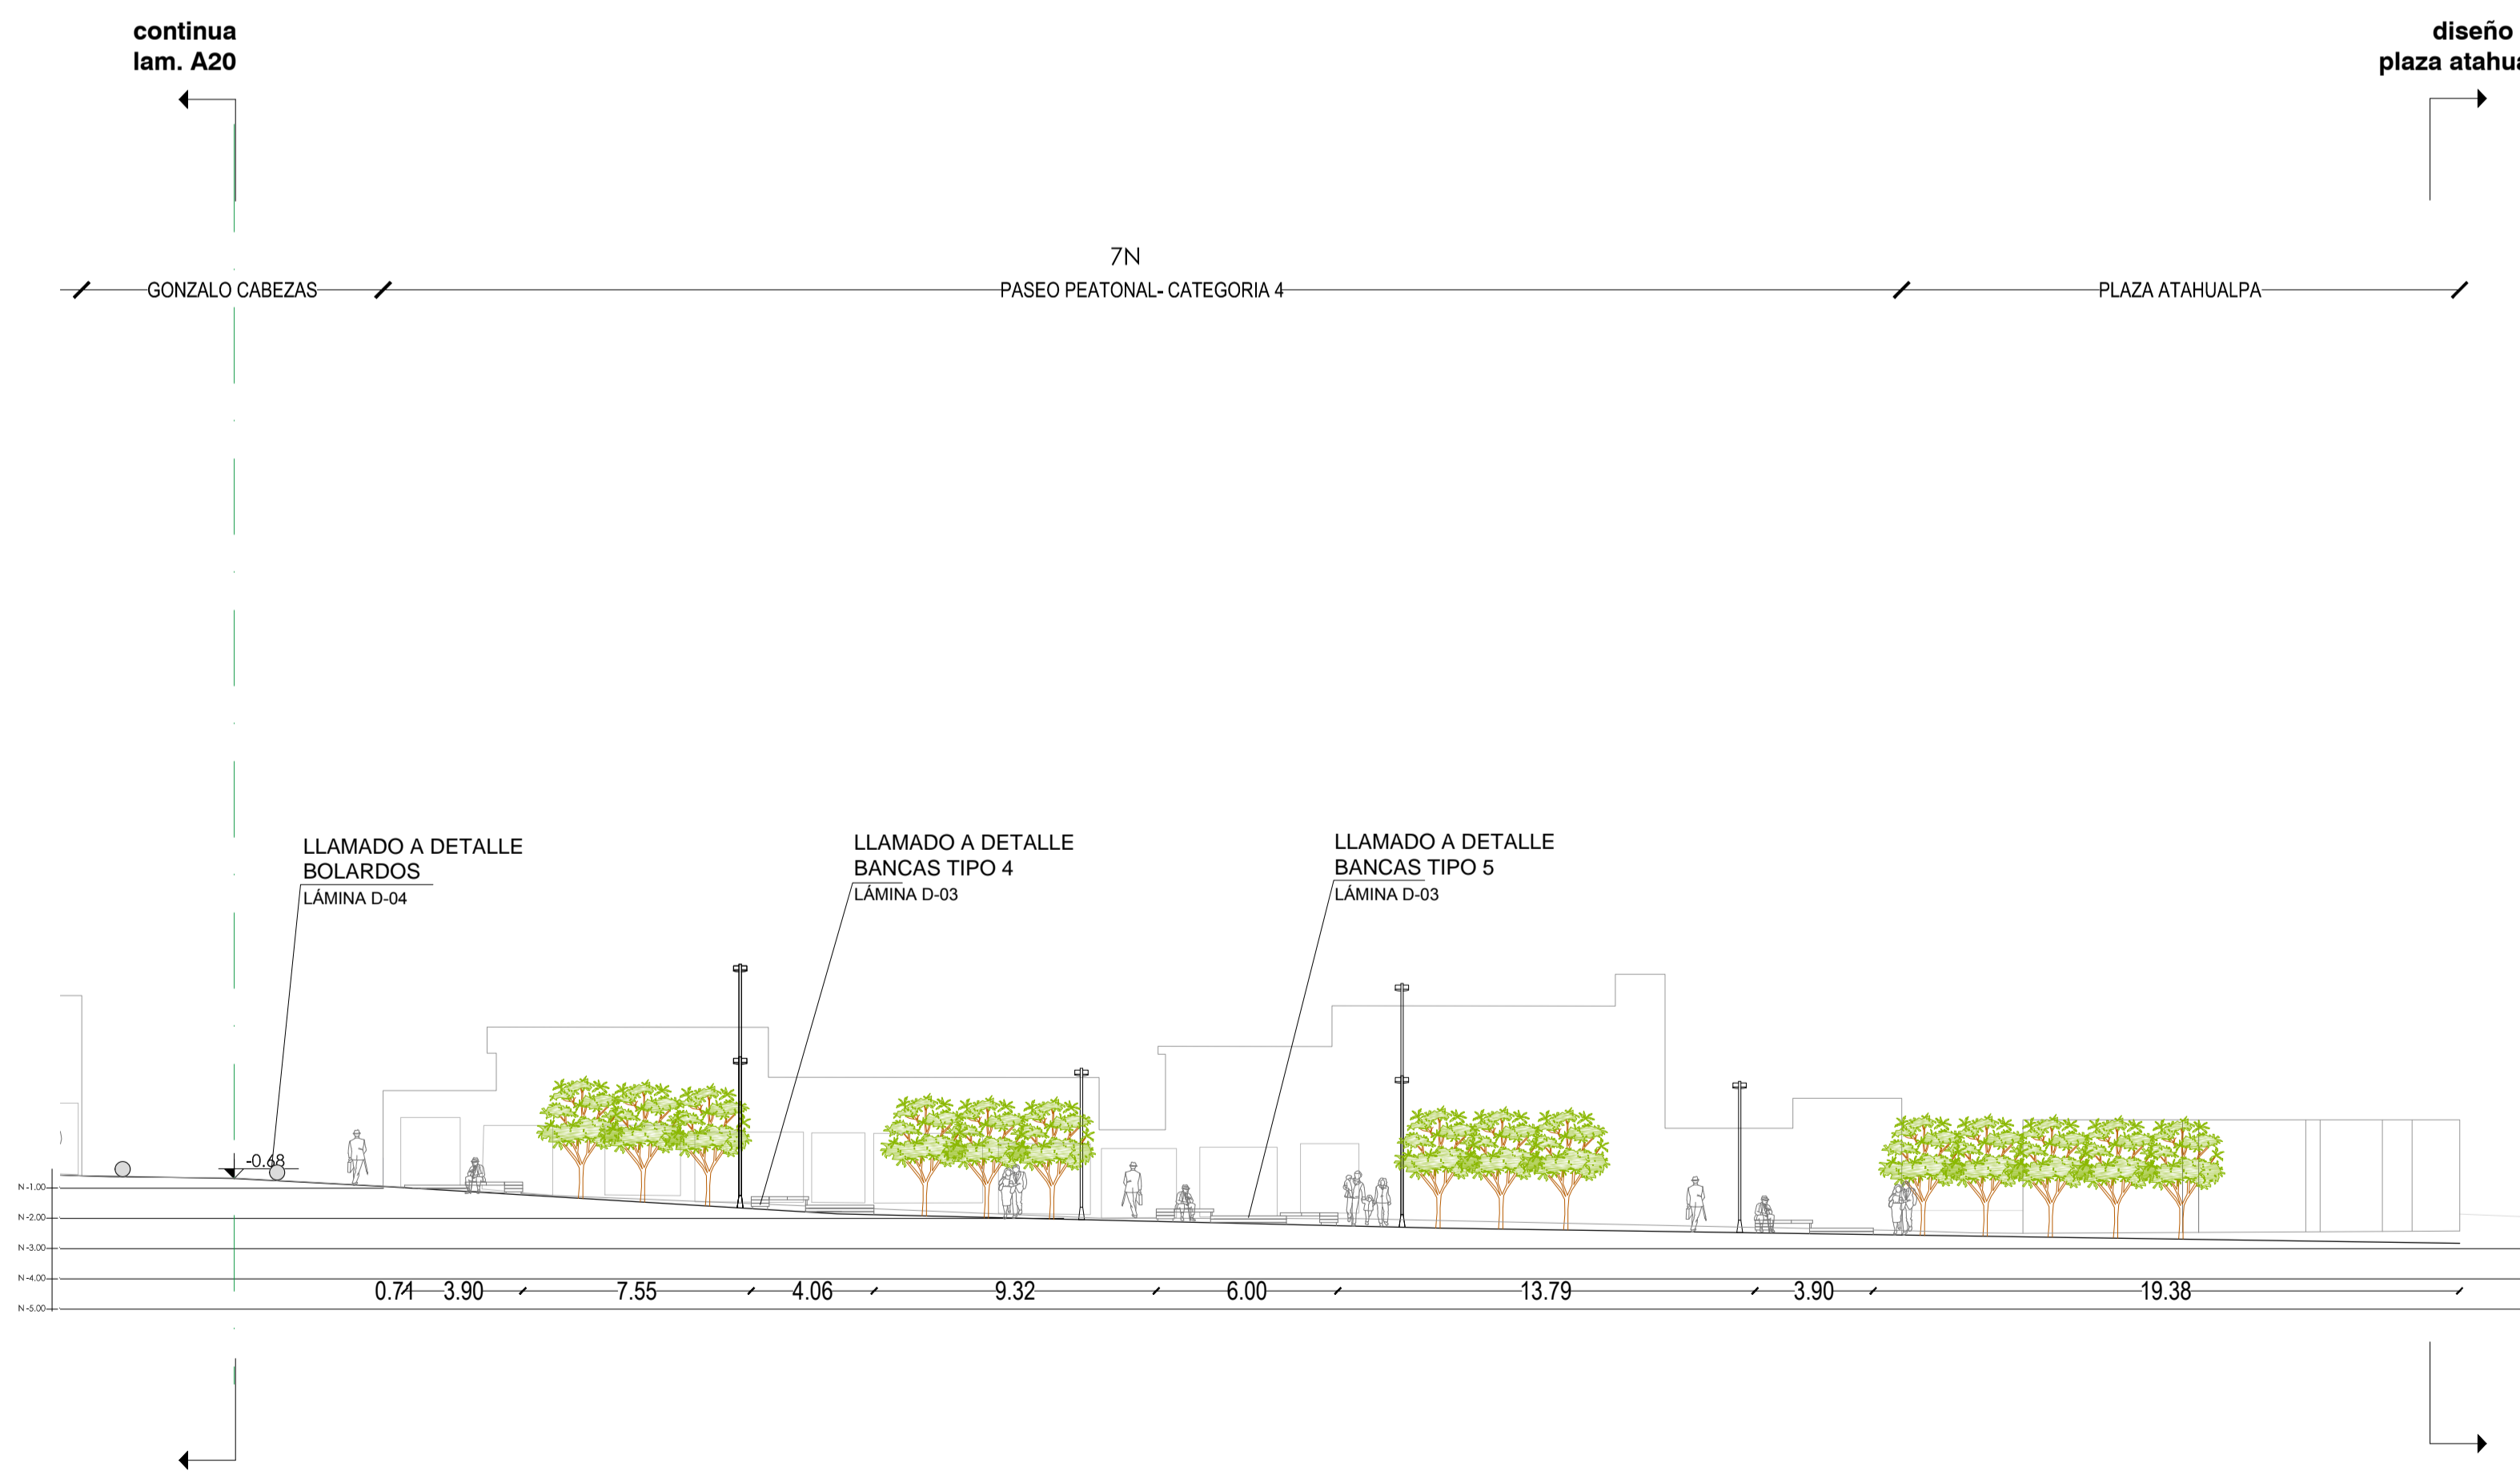 continua
lam. A20
diseño
plaza atahua
7N
GONZALO CABEZAS
PASEO PEATONAL- CATEGORIA 4
PLAZA ATAHUALPA
LLAMADO A DETALLE
BOLARDOS
LÁMINA D-04
LLAMADO A DETALLE
BANCAS TIPO 4
LÁMINA D-03
LLAMADO A DETALLE
BANCAS TIPO 5
LÁMINA D-03
-0.68
N -1.00
N -2.00
N -3.00
N -4.00
N -5.00
0.71 3.90 7.55 4.06 9.32 6.00 13.79 3.90 19.38